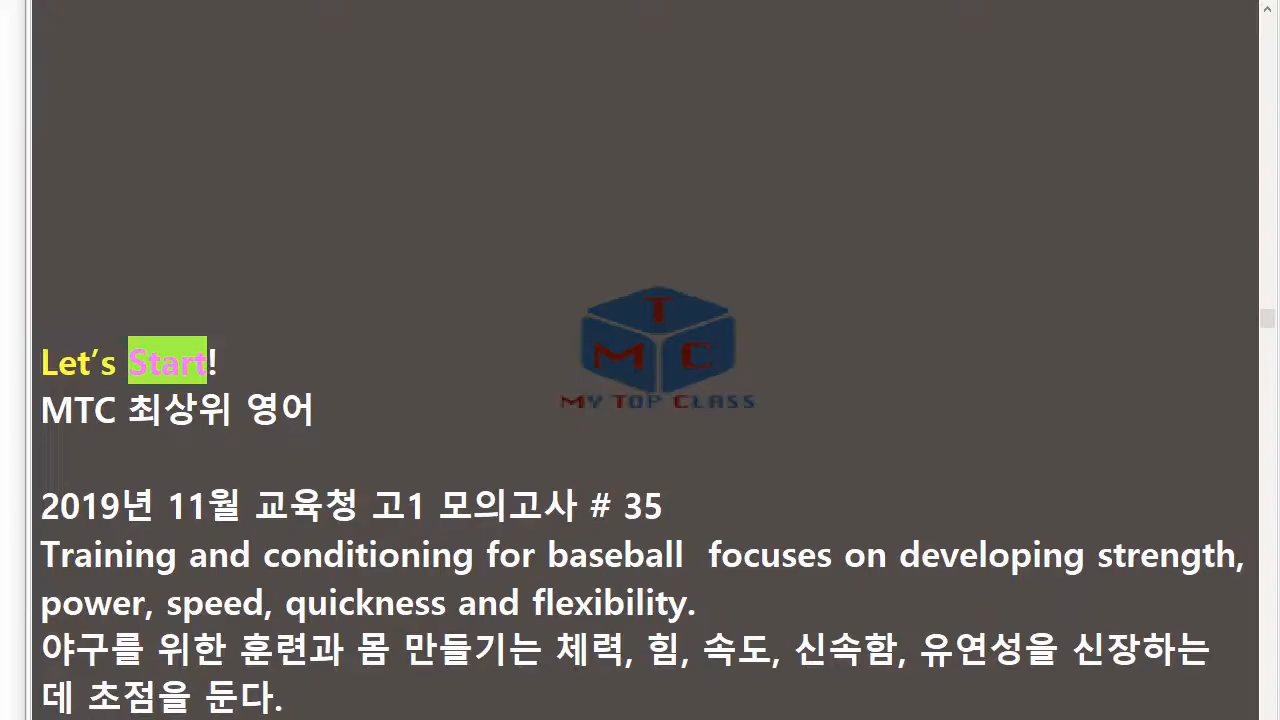 T
M C
MY TOP CLASS
Let’s Start!
MTC 최상위 영어
2019년 11월 교육청 고1 모의고사 # 35
Training and conditioning for baseball  focuses on developing strength,
power, speed, quickness and flexibility.
야구를 위한 훈련과 몸 만들기는 체력, 힘, 속도, 신속함, 유연성을 신장하는
데 초점을 둔다.